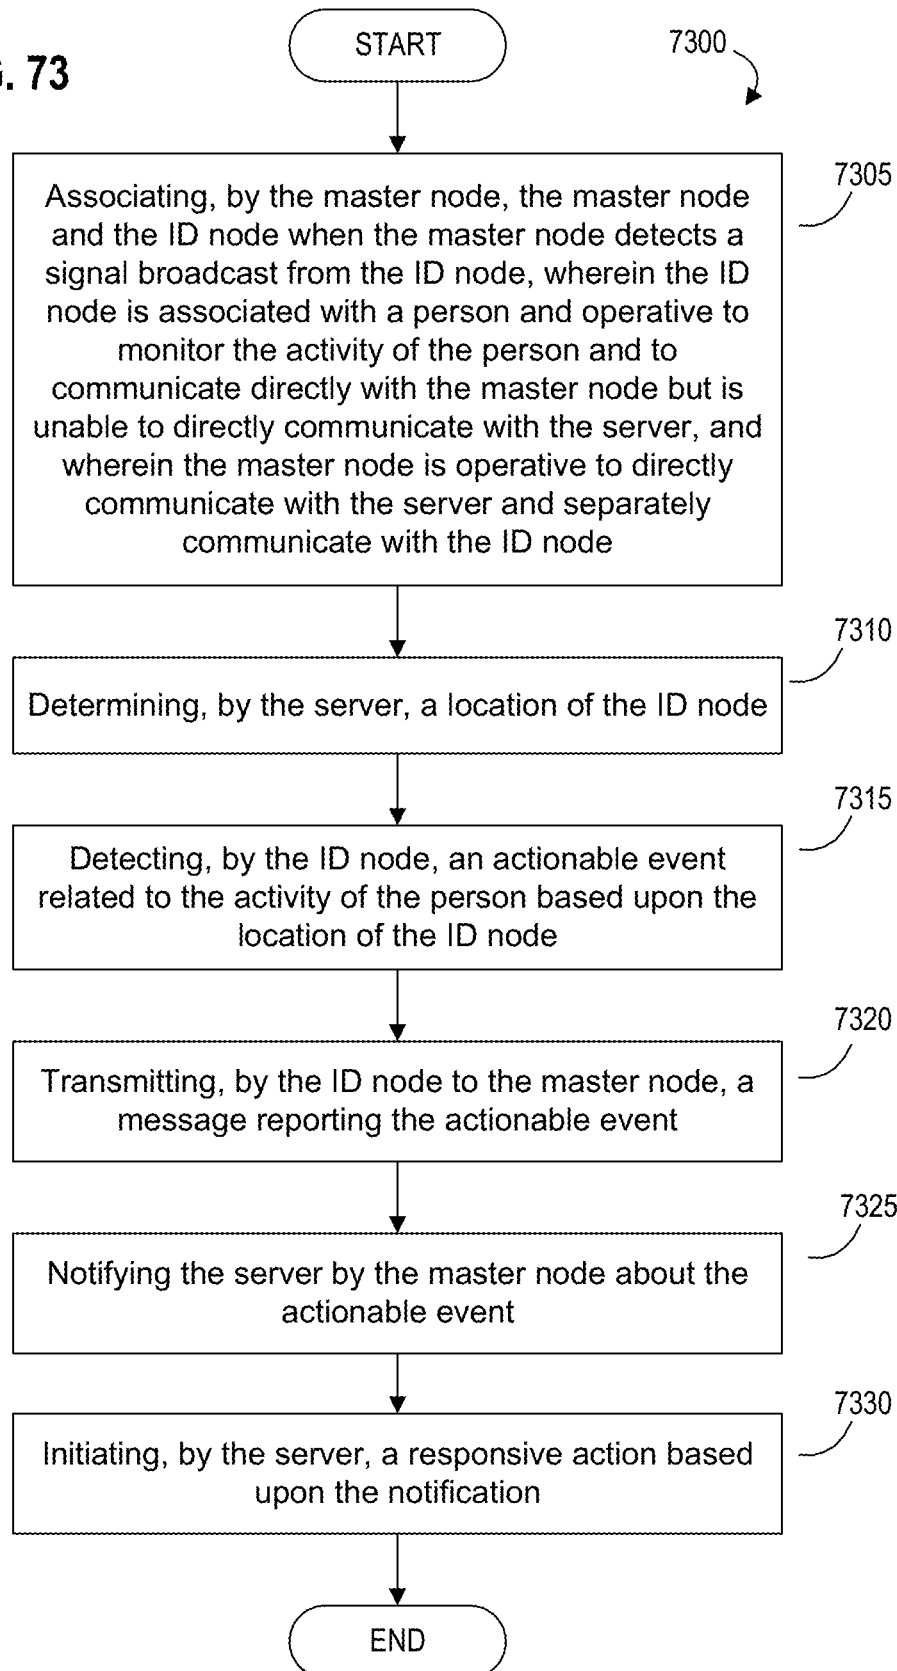 START
7300
. 73
7305
Associating, by the master node, the master node
and the ID node when the master node detects a
signal broadcast from the ID node, wherein the ID
node is associated with a person and operative to
monitor the activity of the person and to
communicate directly with the master node but is
unable to directly communicate with the server, and
wherein the master node is operative to directly
communicate with the server and separately
communicate with the ID node
7310
Determining, by the server, a location of the ID node
7315
Detecting, by the ID node, an actionable event
related to the activity of the person based upon the
location of the ID node
7320
Transmitting, by the ID node to the master node, a
message reporting the actionable event
7325
Notifying the server by the master node about the
actionable event
7330
Initiating, by the server, a responsive action based
upon the notification
END